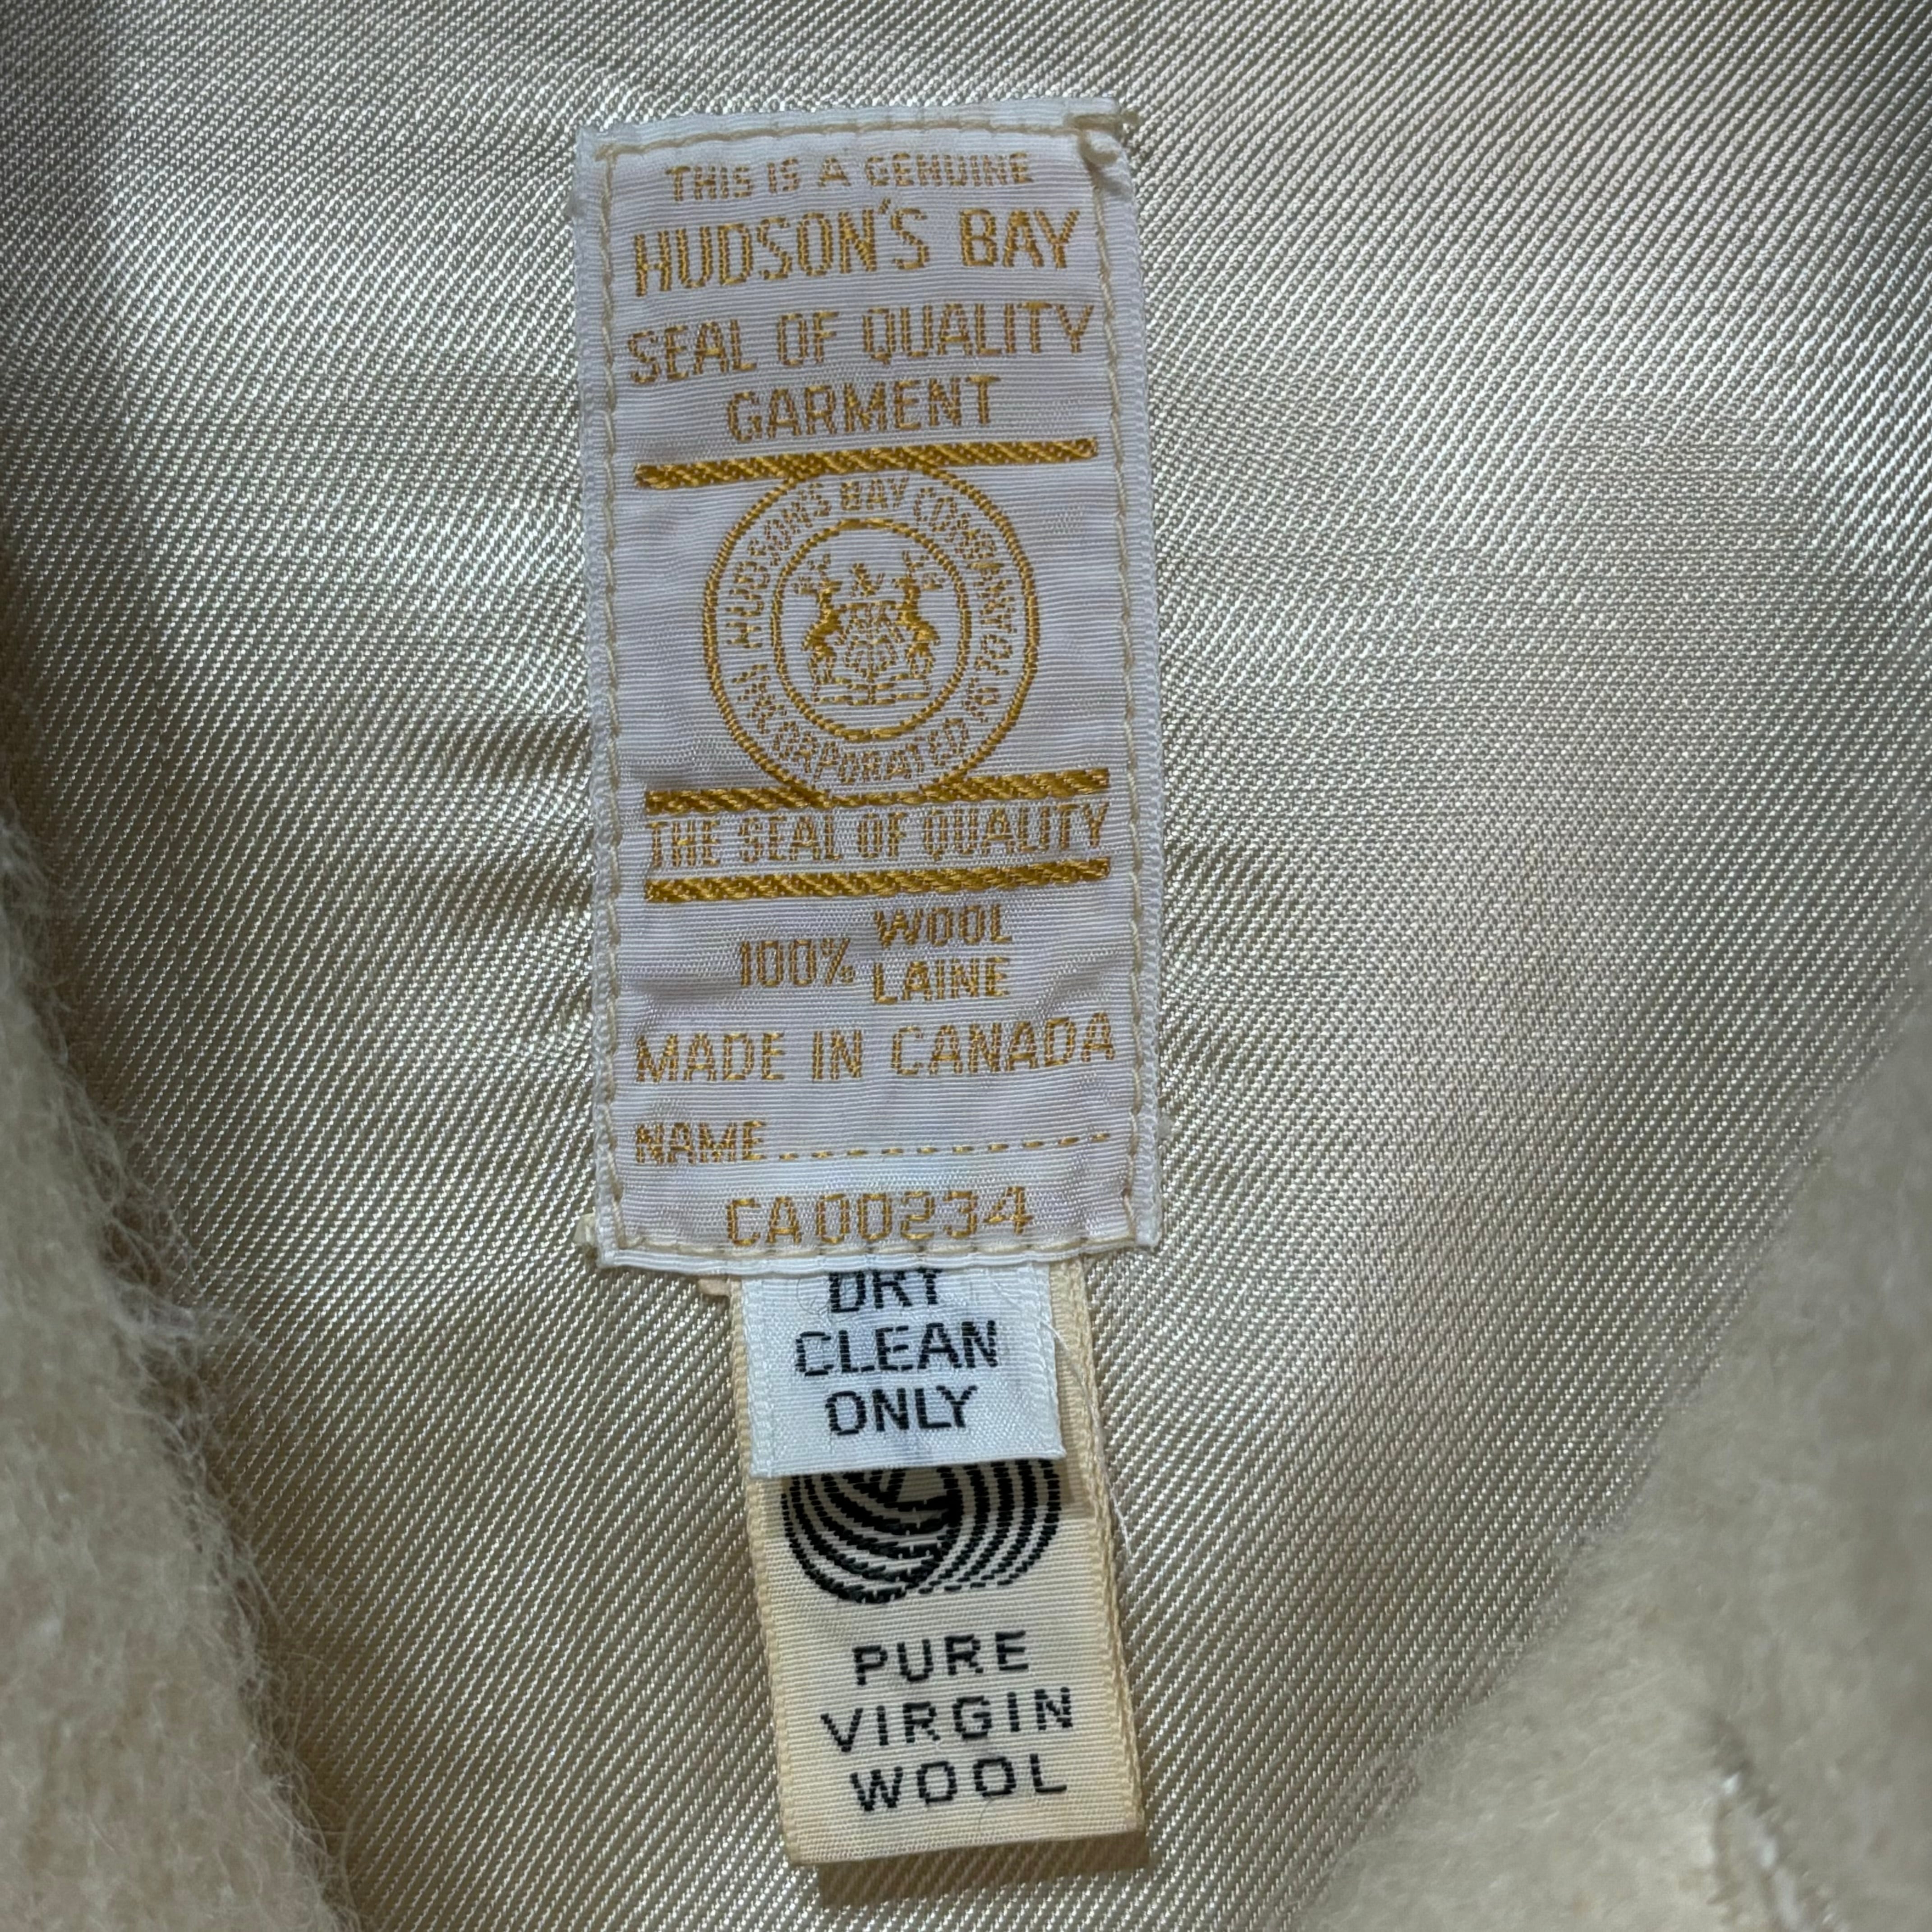 THIS IS A GENUINE
HUDSON'S BAY
SEAL OF QUALITY
GARMENT
HUDSON'S BAY COMPANY
INCORPORATED
THE SEAL OF QUALITY
100% WOOL
LAINE
MADE IN CANADA
NAME............
CA00234
DRY
CLEAN
ONLY
PURE
VIRGIN
WOOL